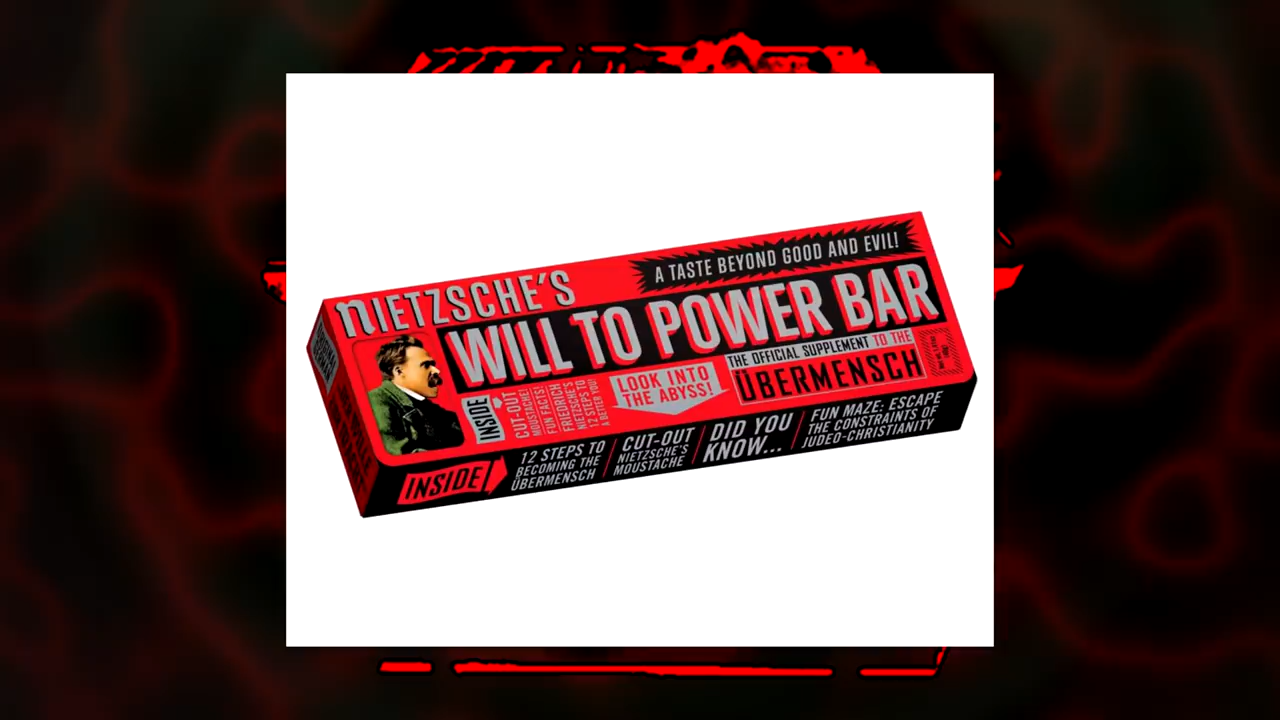 NIETZSCHE'S
A TASTE BEYOND GOOD AND EVIL!
WILL TO POWER BAR
THE OFFICIAL SUPPLEMENT TO THE
ÜBERMENSCH
LOOK INTO
THE ABYSS!
INSIDE
CUT-OUT
MOUSTACHE!
FUN FACTS!
FRIEDRICH
NIETZSCHE'S
12 STEPS TO
A BETTER YOU!
INSIDE
12 STEPS TO
BECOMING THE
ÜBERMENSCH
CUT-OUT
NIETZSCHE'S
MOUSTACHE
DID YOU
KNOW...
FUN MAZE: ESCAPE
THE CONSTRAINTS OF
JUDEO-CHRISTIANITY